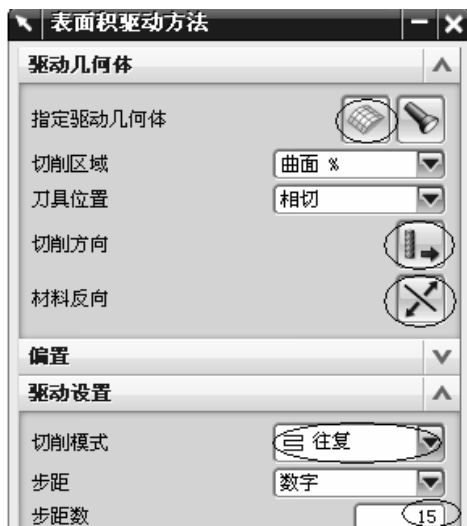 表面积驱动方法
驱动几何体
指定驱动几何体
切削区域 曲面 %
刀具位置 相切
切削方向
材料反向
偏置
驱动设置
切削模式 往复
步距 数字
步距数 15